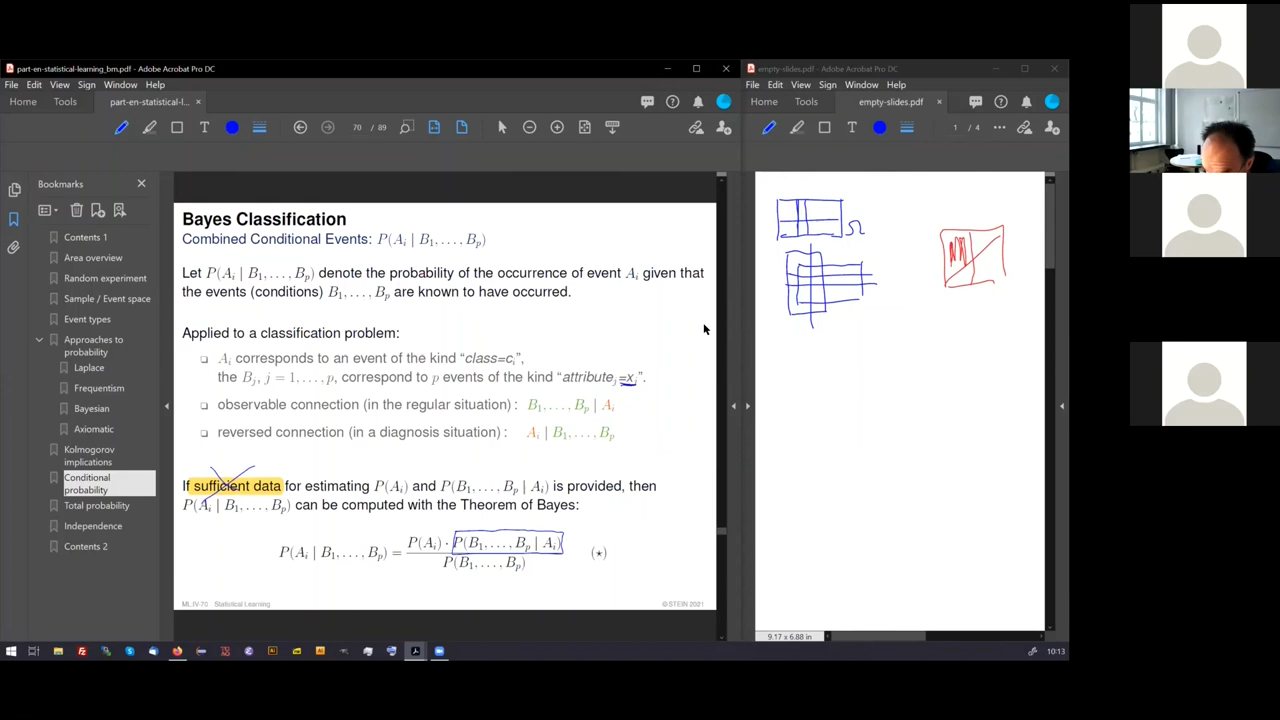 part-en-statistical-learning_bm.pdf - Adobe Acrobat Pro DC
File Edit View Sign Window Help
Home Tools part-en-statistical-l... ×
70 / 89
Bookmarks
Contents 1
Area overview
Random experiment
Sample / Event space
Event types
Approaches to
probability
Laplace
Frequentism
Bayesian
Axiomatic
Kolmogorov
implications
Conditional
probability
Total probability
Independence
Contents 2
Bayes Classification
Combined Conditional Events: P(A_i | B_1, . . . , B_p)
Let P(A_i | B_1, . . . , B_p) denote the probability of the occurrence of event A_i given that
the events (conditions) B_1, . . . , B_p are known to have occurred.
Applied to a classification problem:
❑ A_i corresponds to an event of the kind “class=c_i”,
the B_j, j = 1, . . . , p, correspond to p events of the kind “attribute_j=x_j”.
❑ observable connection (in the regular situation) : B_1, . . . , B_p | A_i
❑ reversed connection (in a diagnosis situation) : A_i | B_1, . . . , B_p
If sufficient data for estimating P(A_i) and P(B_1, . . . , B_p | A_i) is provided, then
P(A_i | B_1, . . . , B_p) can be computed with the Theorem of Bayes:
P(A_i | B_1, . . . , B_p) = P(A_i) · P(B_1, . . . , B_p | A_i) / P(B_1, . . . , B_p) (⋆)
ML:IV-70 Statistical Learning © STEIN 2021
empty-slides.pdf - Adobe Acrobat Pro DC
File Edit View Sign Window Help
Home Tools empty-slides.pdf ×
1 / 4
Ω
9.17 x 6.88 in
10:13